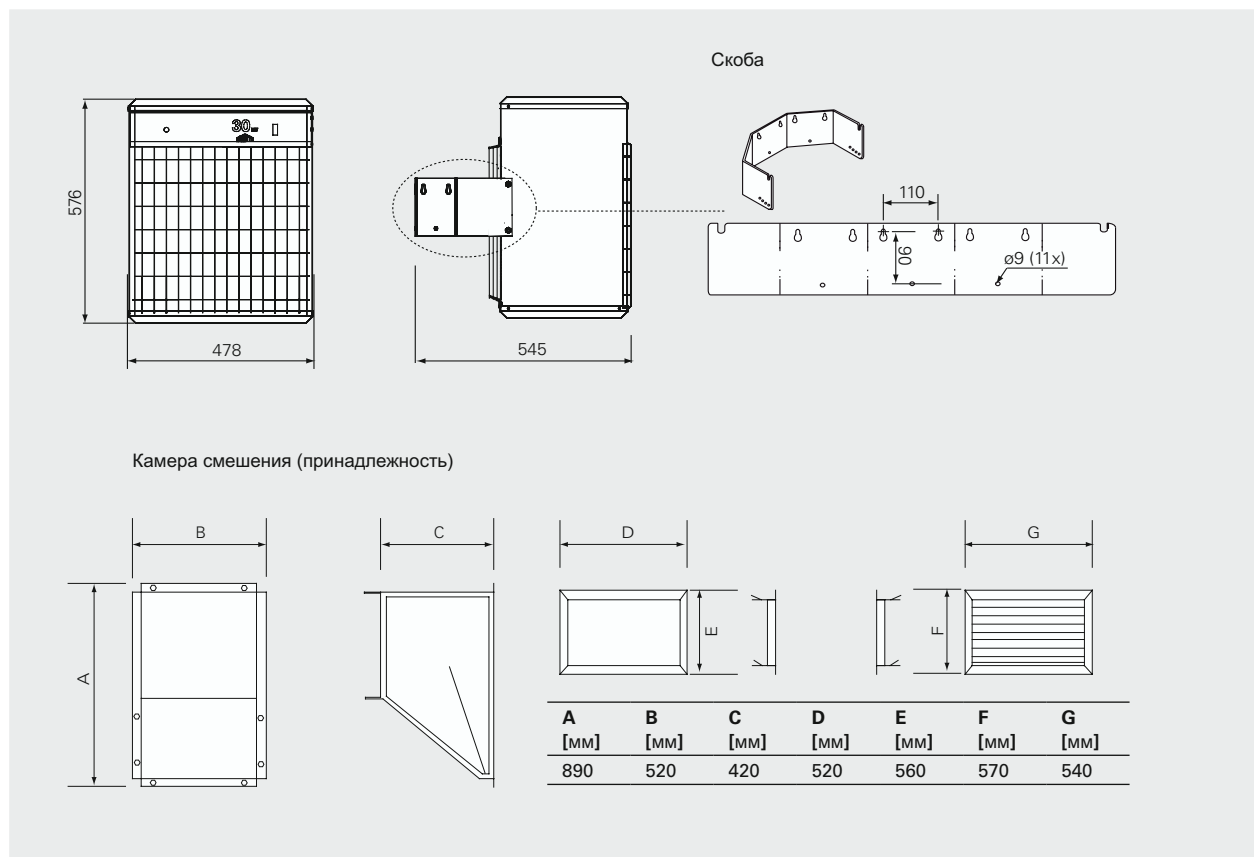 Скоба
30
576
478
545
110
90
ø9 (11x)
Камера смешения (принадлежность)
B
C
D
G
A
E
F
A B C D E F G
[мм] [мм] [мм] [мм] [мм] [мм] [мм]
890 520 420 520 560 570 540